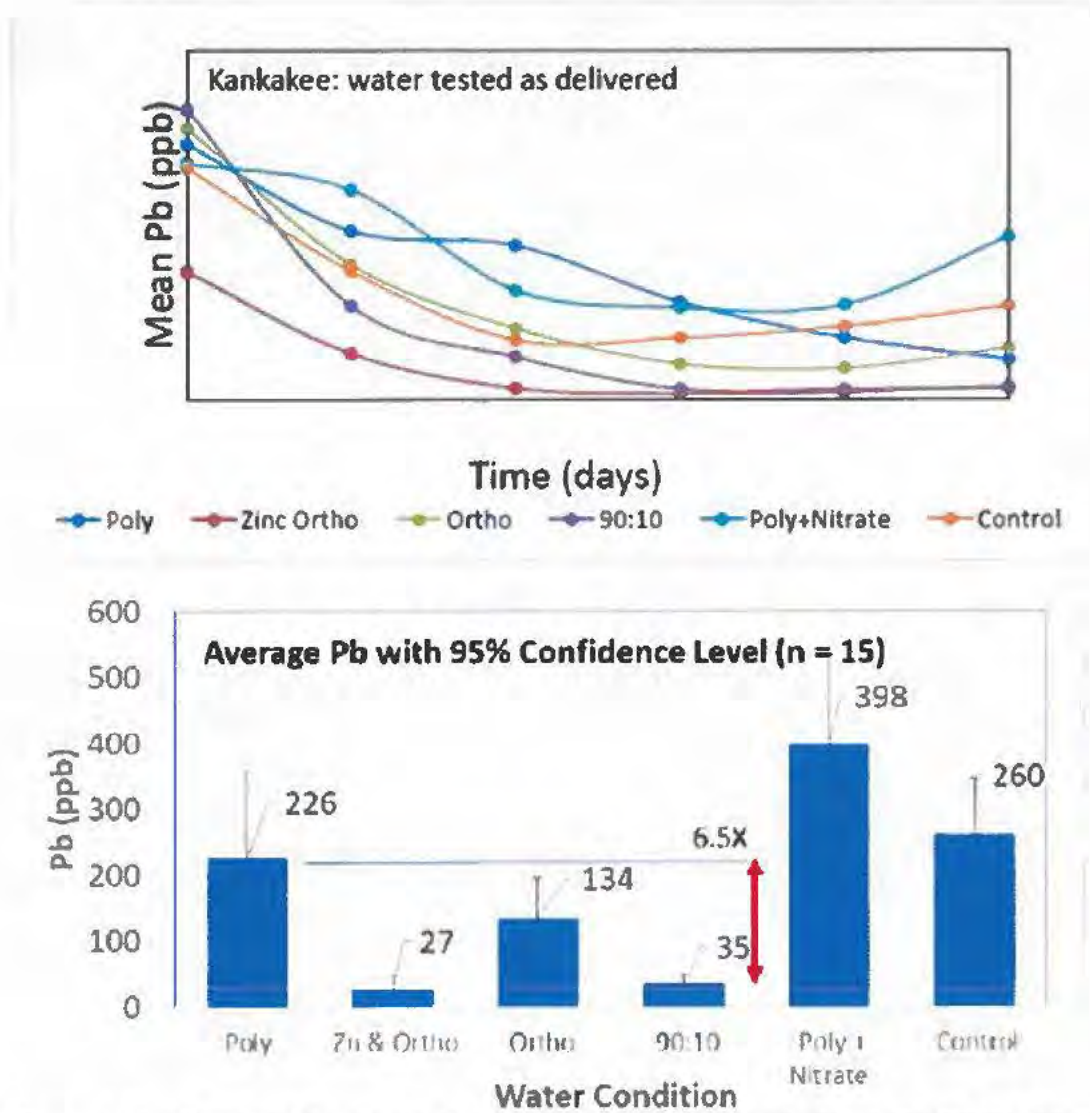 Kankakee: water tested as delivered
Mean Pb (ppb)
Time (days)
Poly Zinc Ortho Ortho 90:10 Poly+Nitrate Control
600
500
400
300
200
100
0
Pb (ppb)
Average Pb with 95% Confidence Level (n = 15)
226
27
134
35
6.5X
398
260
Poly Zn & Ortho Ortho 90:10 Poly + Control
Nitrate
Water Condition